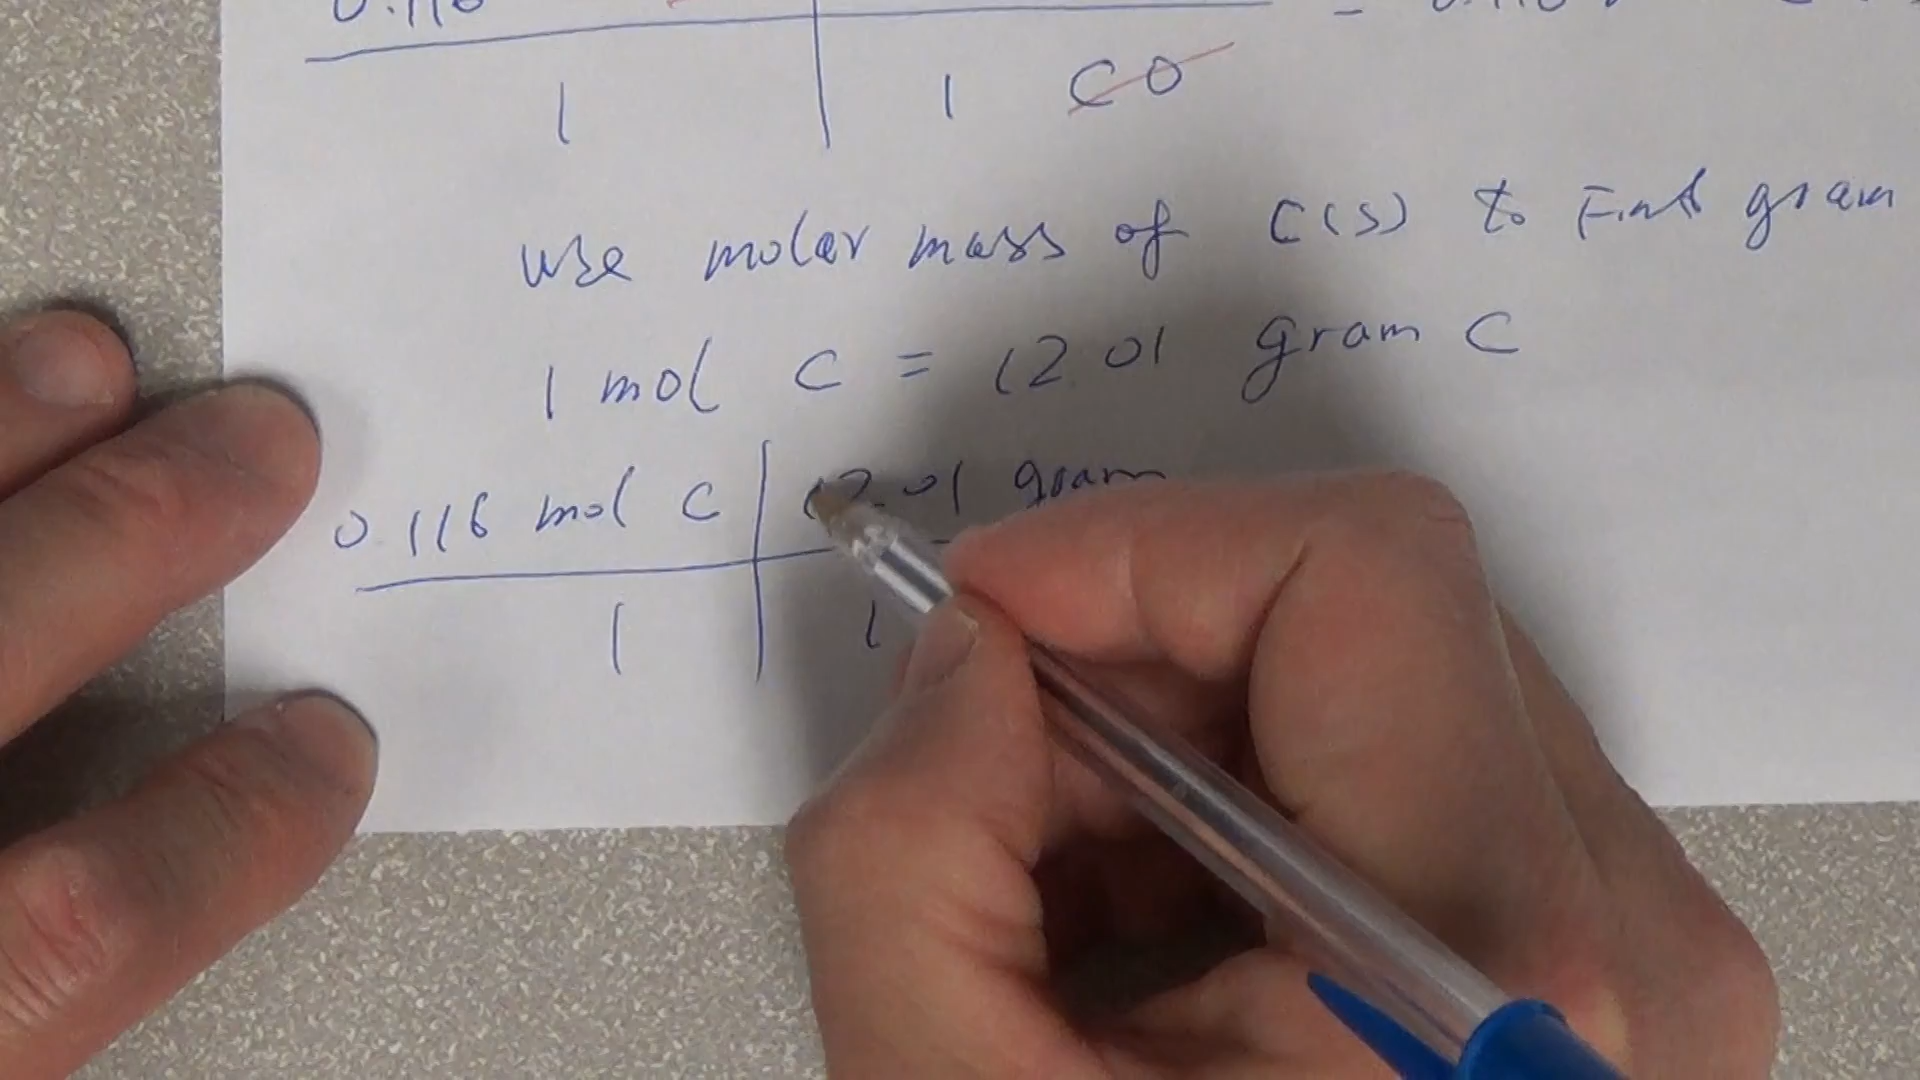 1 1 CO
use molar mass of C(s) to Find gram
1 mol C = 12.01 gram C
0.116 mol C 12.01 gram
1 1